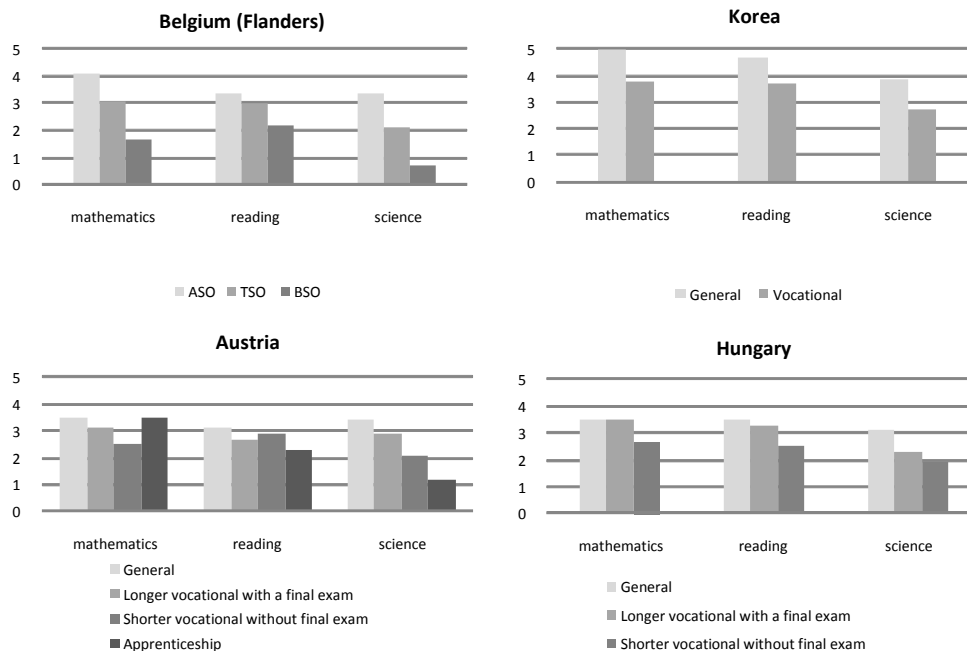 Belgium (Flanders)
5
4
3
2
1
0
mathematics reading science
ASO TSO BSO
Korea
5
4
3
2
1
0
mathematics reading science
General Vocational
Austria
5
4
3
2
1
0
mathematics reading science
General
Longer vocational with a final exam
Shorter vocational without final exam
Apprenticeship
Hungary
5
4
3
2
1
0
mathematics reading science
General
Longer vocational with a final exam
Shorter vocational without final exam